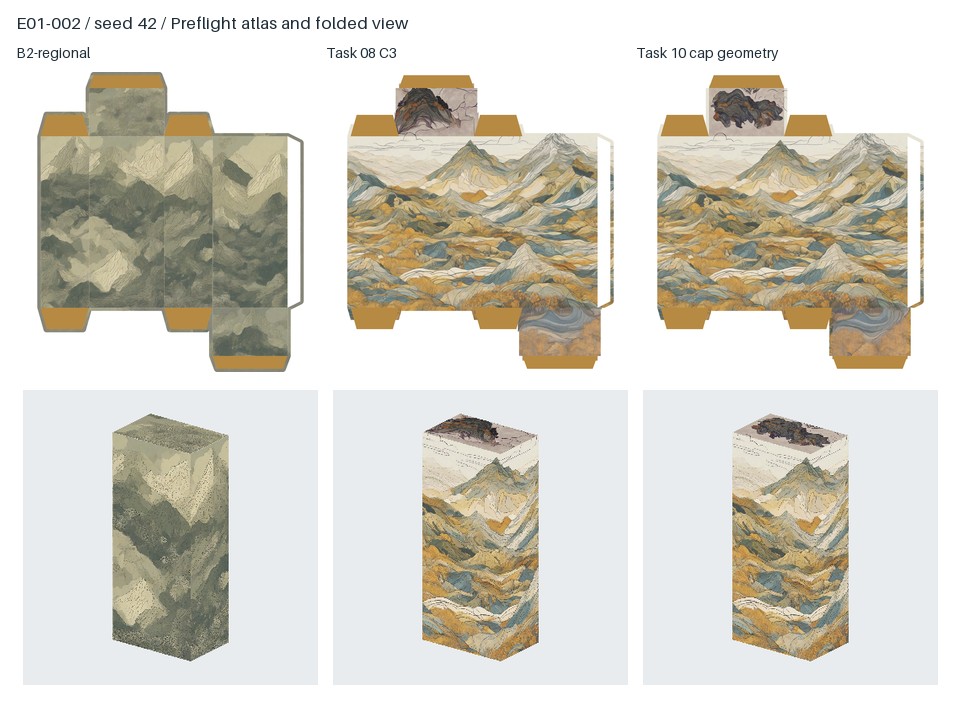 E01-002 / seed 42 / Preflight atlas and folded view
B2-regional
Task 08 C3
Task 10 cap geometry